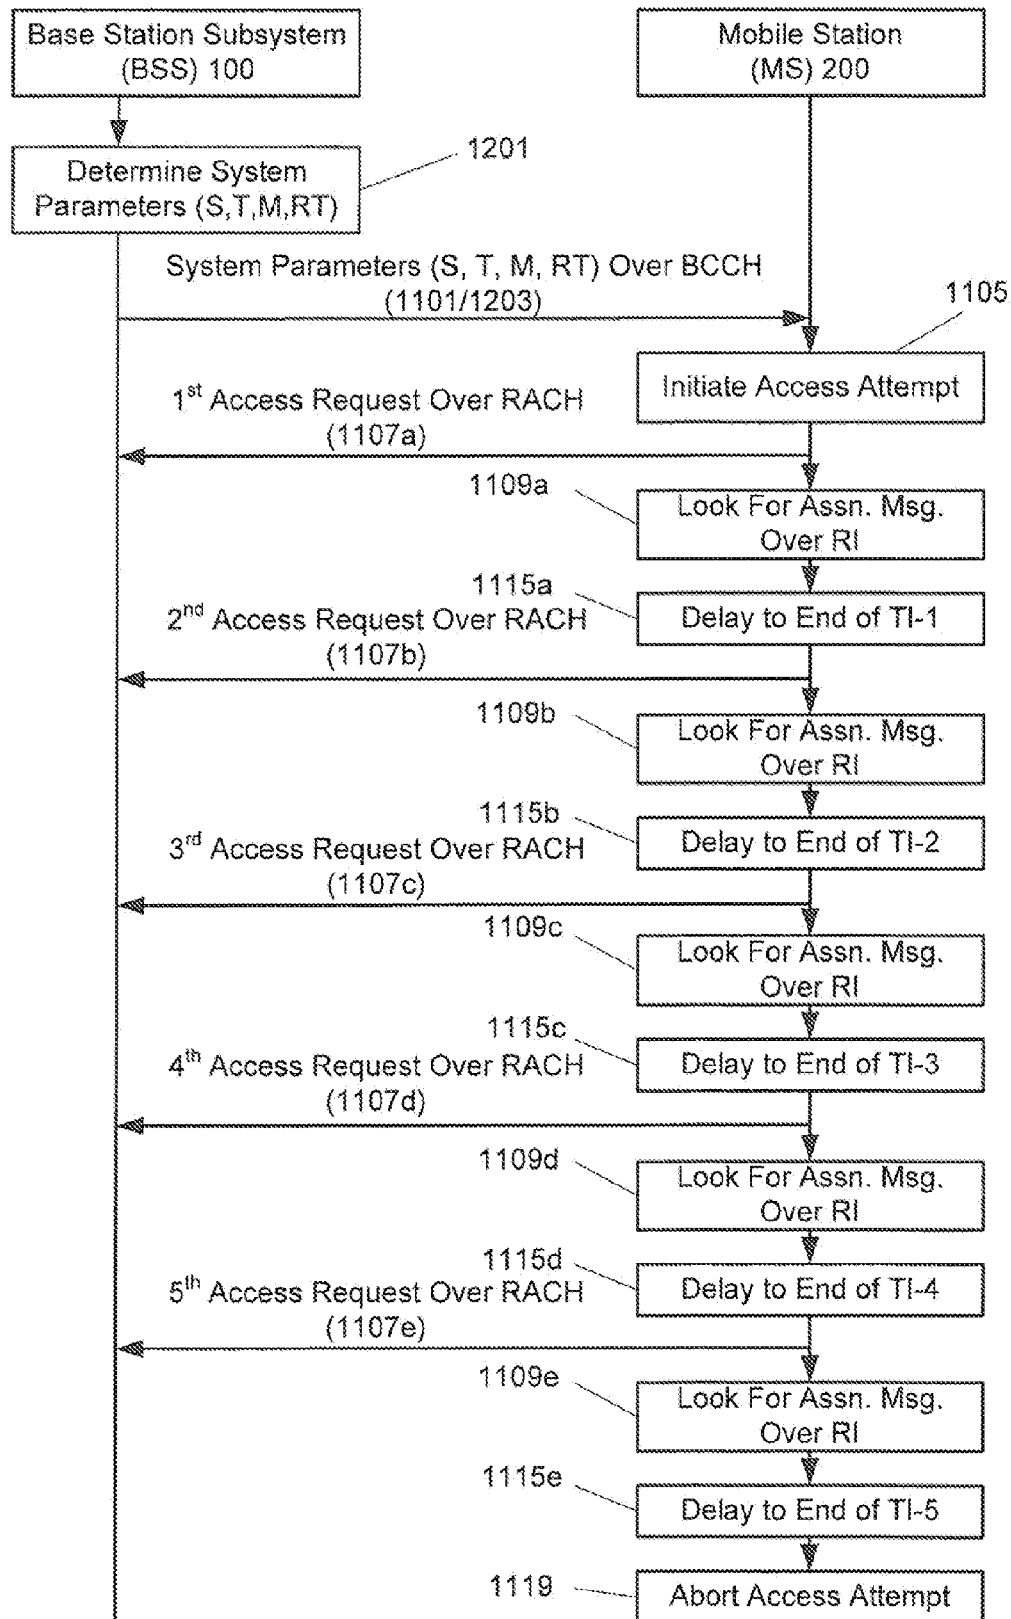 Base Station Subsystem
(BSS) 100
Mobile Station
(MS) 200
1201
Determine System
Parameters (S,T,M,RT)
System Parameters (S, T, M, RT) Over BCCH
(1101/1203)
1105
Initiate Access Attempt
1st Access Request Over RACH
(1107a)
1109a
Look For Assn. Msg.
Over RI
1115a
Delay to End of TI-1
2nd Access Request Over RACH
(1107b)
1109b
Look For Assn. Msg.
Over RI
1115b
Delay to End of TI-2
3rd Access Request Over RACH
(1107c)
1109c
Look For Assn. Msg.
Over RI
1115c
Delay to End of TI-3
4th Access Request Over RACH
(1107d)
1109d
Look For Assn. Msg.
Over RI
1115d
Delay to End of TI-4
5th Access Request Over RACH
(1107e)
1109e
Look For Assn. Msg.
Over RI
1115e
Delay to End of TI-5
1119
Abort Access Attempt